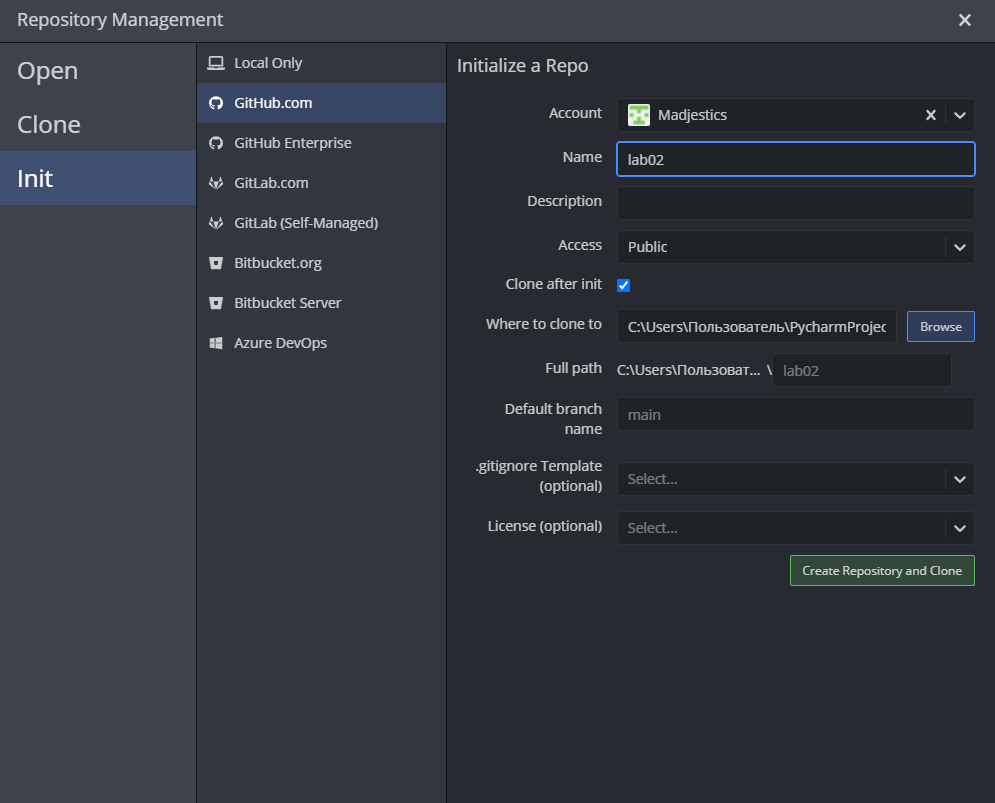 Repository Management
Open
Clone
Init
Local Only
GitHub.com
GitHub Enterprise
GitLab.com
GitLab (Self-Managed)
Bitbucket.org
Bitbucket Server
Azure DevOps
Initialize a Repo
Account Madjestics
Name lab02
Description
Access Public
Clone after init
Where to clone to C:\Users\Пользователь\PycharmProjec Browse
Full path C:\Users\Пользоват... \ lab02
Default branch
name
main
.gitignore Template
(optional)
Select...
License (optional) Select...
Create Repository and Clone